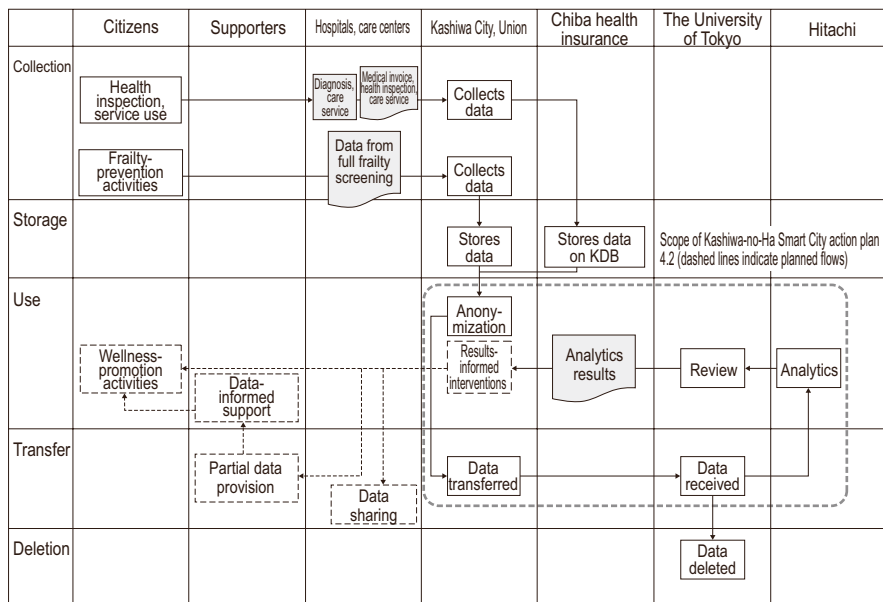 Citizens
Supporters
Hospitals, care centers
Kashiwa City, Union
Chiba health
insurance
The University
of Tokyo
Hitachi
Collection
Health
inspection,
service use
Diagnosis,
care
service
Medical invoice,
health inspection,
care service
Collects
data
Frailty-
prevention
activities
Data from
full frailty
screening
Collects
data
Storage
Stores
data
Stores data
on KDB
Scope of Kashiwa-no-Ha Smart City action plan
4.2 (dashed lines indicate planned flows)
Use
Anony-
mization
Wellness-
promotion
activities
Data-
informed
support
Results-
informed
interventions
Analytics
results
Review
Analytics
Transfer
Partial data
provision
Data
sharing
Data
transferred
Data
received
Deletion
Data
deleted